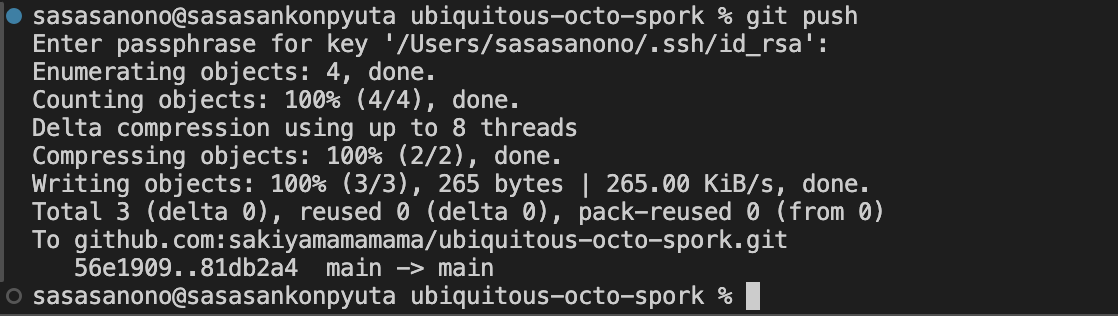 sasasanono@sasasankonpyuta ubiquitous-octo-spork % git push
Enter passphrase for key '/Users/sasasanono/.ssh/id_rsa':
Enumerating objects: 4, done.
Counting objects: 100% (4/4), done.
Delta compression using up to 8 threads
Compressing objects: 100% (2/2), done.
Writing objects: 100% (3/3), 265 bytes | 265.00 KiB/s, done.
Total 3 (delta 0), reused 0 (delta 0), pack-reused 0 (from 0)
To github.com:sakiyamamamama/ubiquitous-octo-spork.git
   56e1909..81db2a4  main -> main
sasasanono@sasasankonpyuta ubiquitous-octo-spork %